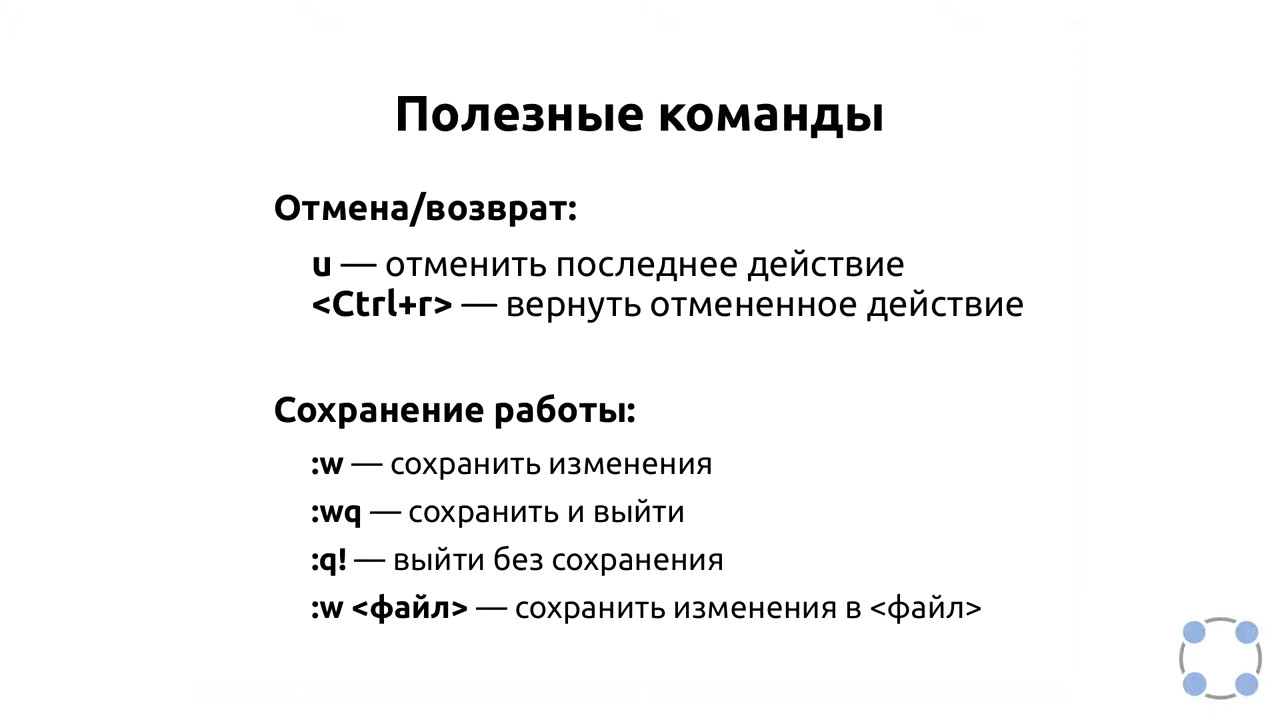 Полезные команды
Отмена/возврат:
u — отменить последнее действие
<Ctrl+r> — вернуть отмененное действие
Сохранение работы:
:w — сохранить изменения
:wq — сохранить и выйти
:q! — выйти без сохранения
:w <файл> — сохранить изменения в <файл>